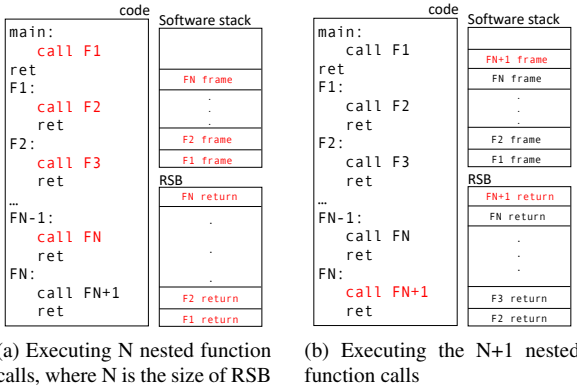 code
main:
call F1
ret
F1:
call F2
ret
F2:
call F3
ret
…
FN-1:
call FN
ret
FN:
call FN+1
ret
Software stack
FN frame
.
.
.
F2 frame
F1 frame
RSB
FN return
.
.
.
F2 return
F1 return
(a) Executing N nested function
calls, where N is the size of RSB
code
main:
call F1
ret
F1:
call F2
ret
F2:
call F3
ret
…
FN-1:
call FN
ret
FN:
call FN+1
ret
Software stack
FN+1 frame
FN frame
.
.
.
F2 frame
F1 frame
RSB
FN+1 return
FN return
.
.
.
F3 return
F2 return
(b) Executing the N+1 nested
function calls